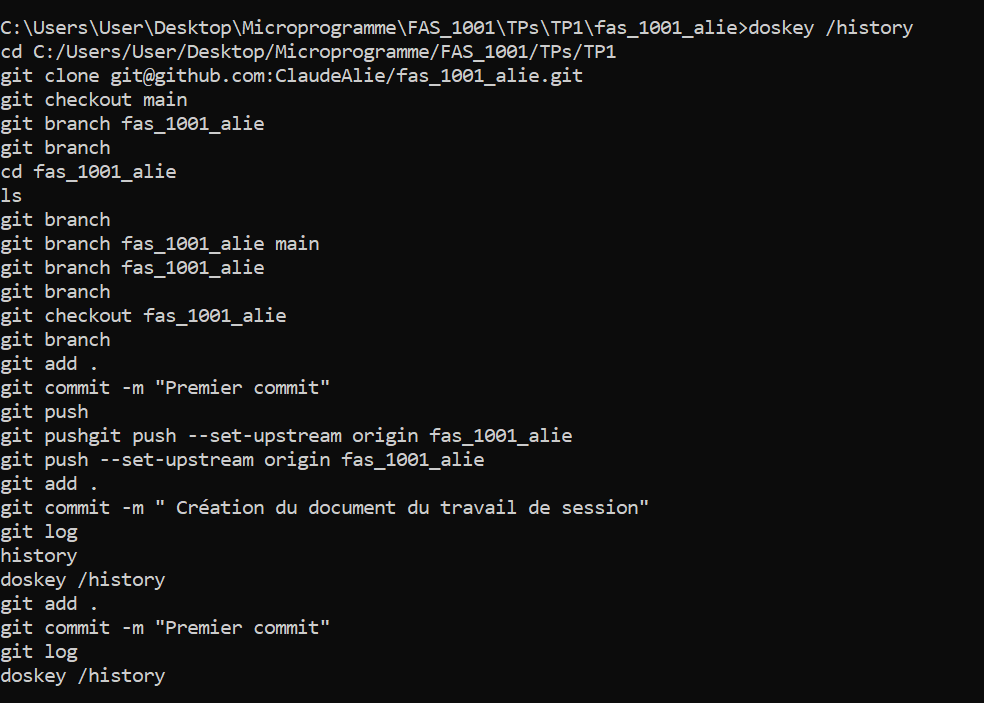 C:\Users\User\Desktop\Microprogramme\FAS_1001\TPs\TP1\fas_1001_alie>doskey /history
cd C:/Users/User/Desktop/Microprogramme/FAS_1001/TPs/TP1
git clone git@github.com:ClaudeAlie/fas_1001_alie.git
git checkout main
git branch fas_1001_alie
git branch
cd fas_1001_alie
ls
git branch
git branch fas_1001_alie main
git branch fas_1001_alie
git branch
git checkout fas_1001_alie
git branch
git add .
git commit -m "Premier commit"
git push
git pushgit push --set-upstream origin fas_1001_alie
git push --set-upstream origin fas_1001_alie
git add .
git commit -m " Création du document du travail de session"
git log
history
doskey /history
git add .
git commit -m "Premier commit"
git log
doskey /history